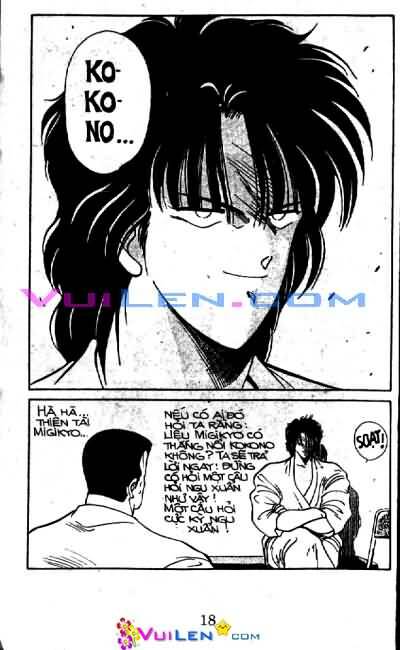 KO-
KO-
NO...
VUILEN.COM
HÀ HÀ...
THIÊN TÀI
MIGIKYO...
NẾU CÓ AI ĐÓ
HỎI TA RẰNG:
LIỆU MIGIKYO CÓ
THẮNG NỔI KOKONO
KHÔNG? TA SẼ TRẢ
LỜI NGAY: ĐỪNG
CÓ HỎI MỘT CÂU
HỎI NGU XUẨN
NHƯ VẬY!
MỘT CÂU HỎI
CỰC KỲ NGU
XUẨN!
SOẠT!
18
VUILEN.COM